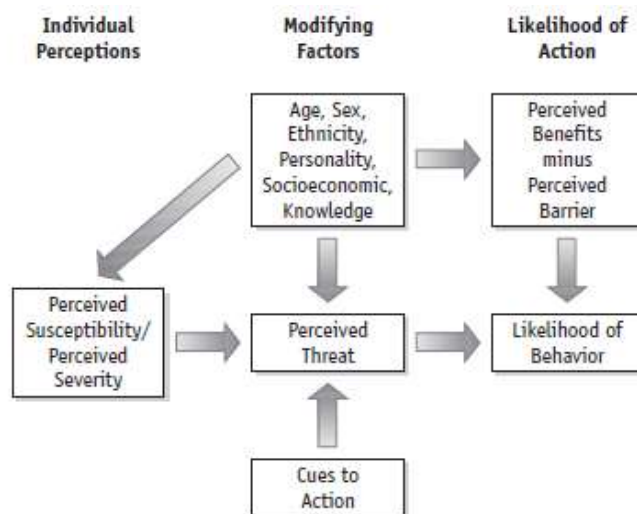 Individual
Perceptions
Modifying
Factors
Likelihood of
Action
Age, Sex,
Ethnicity,
Personality,
Socioeconomic,
Knowledge
Perceived
Benefits
minus
Perceived
Barrier
Perceived
Susceptibility/
Perceived
Severity
Perceived
Threat
Likelihood of
Behavior
Cues to
Action